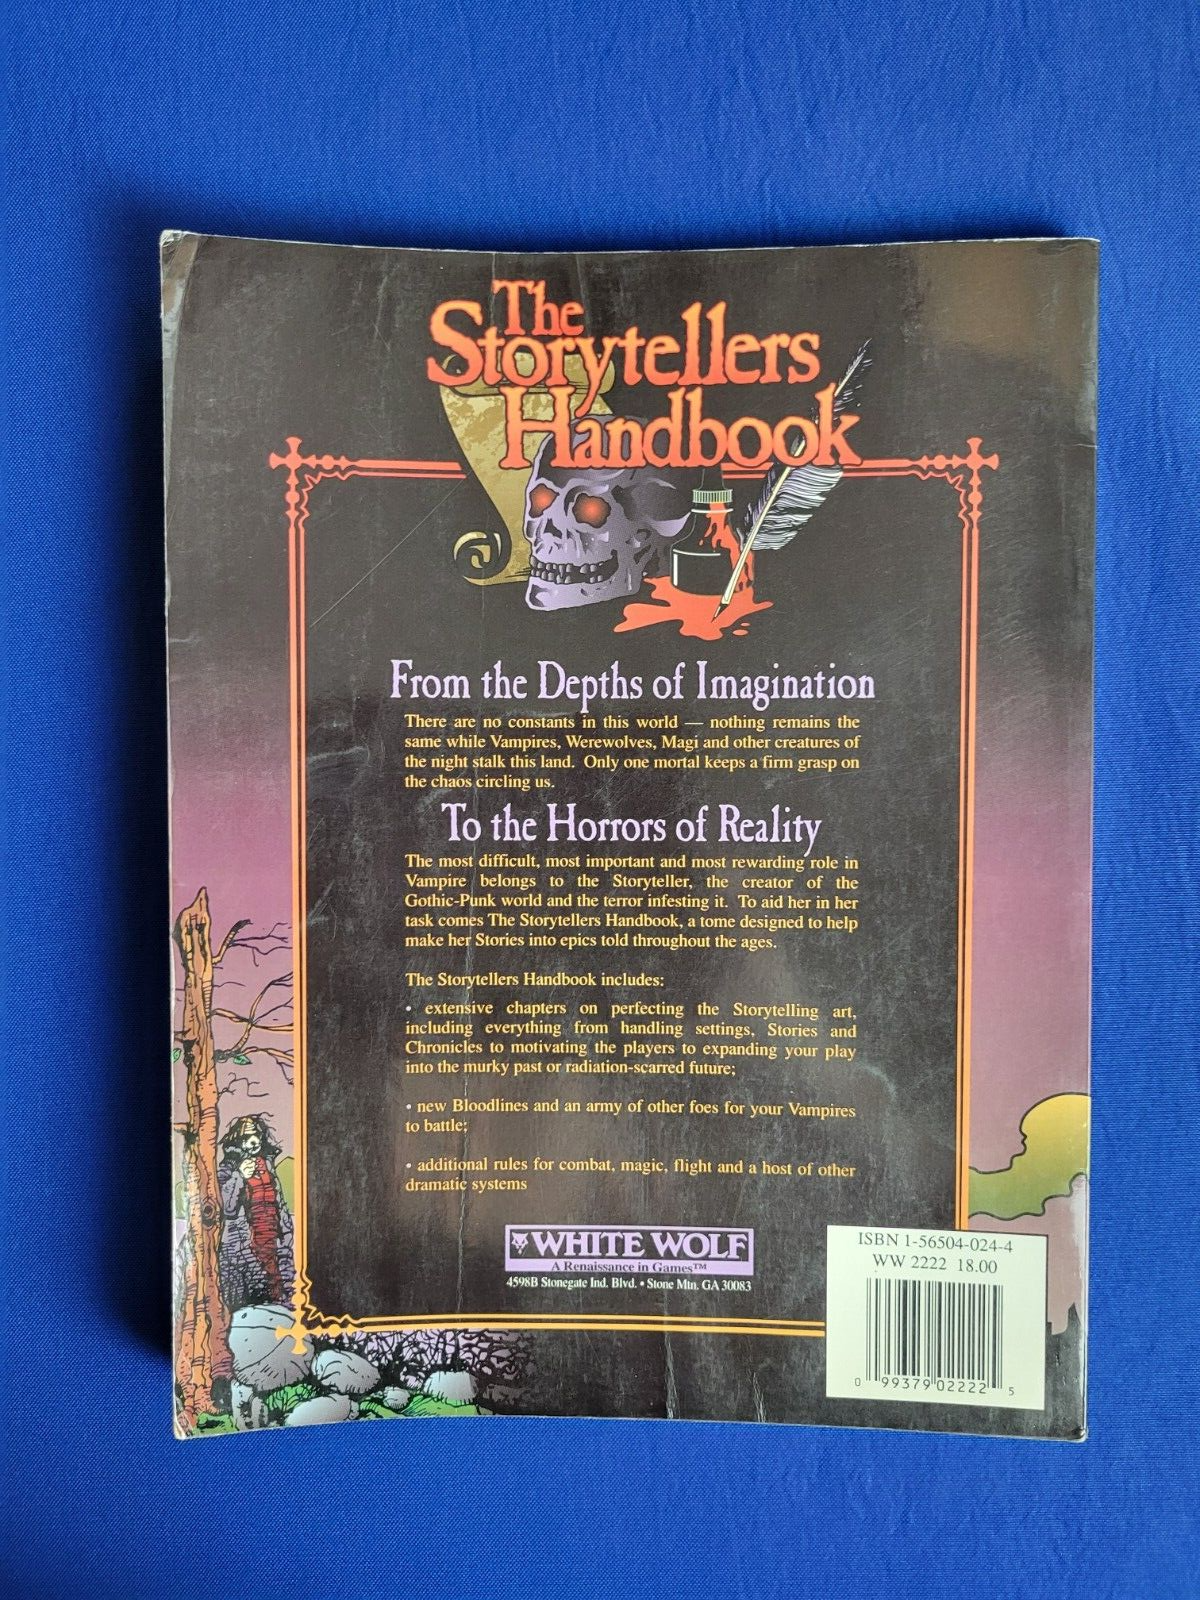 The
Storytellers
Handbook
From the Depths of Imagination
There are no constants in this world — nothing remains the
same while Vampires, Werewolves, Magi and other creatures of
the night stalk this land. Only one mortal keeps a firm grasp on
the chaos circling us.
To the Horrors of Reality
The most difficult, most important and most rewarding role in
Vampire belongs to the Storyteller, the creator of the
Gothic-Punk world and the terror infesting it. To aid her in her
task comes The Storytellers Handbook, a tome designed to help
make her Stories into epics told throughout the ages.
The Storytellers Handbook includes:
• extensive chapters on perfecting the Storytelling art,
including everything from handling settings, Stories and
Chronicles to motivating the players to expanding your play
into the murky past or radiation-scarred future;
• new Bloodlines and an army of other foes for your Vampires
to battle;
• additional rules for combat, magic, flight and a host of other
dramatic systems
WHITE WOLF
A Renaissance in Games™
4598B Stonegate Ind. Blvd. • Stone Mtn. GA 30083
ISBN 1-56504-024-4
WW 2222 18.00
0 99379 02222 5